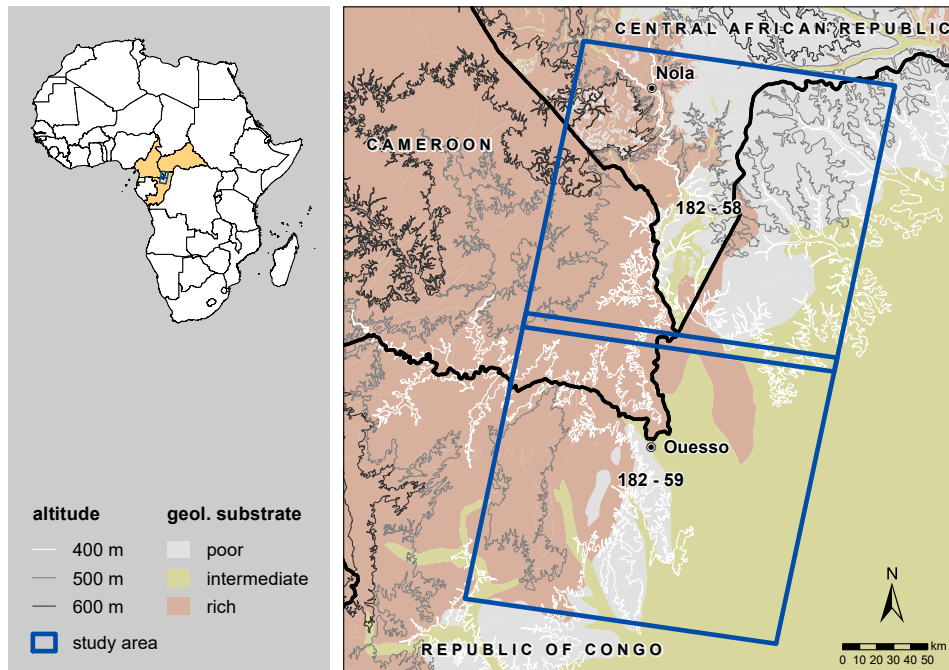 altitude
400 m
500 m
600 m
study area
geol. substrate
poor
intermediate
rich
CENTRAL AFRICAN REPUBLIC
Nola
CAMEROON
182 - 58
Ouesso
182 - 59
REPUBLIC OF CONGO
N
km
0 10 20 30 40 50